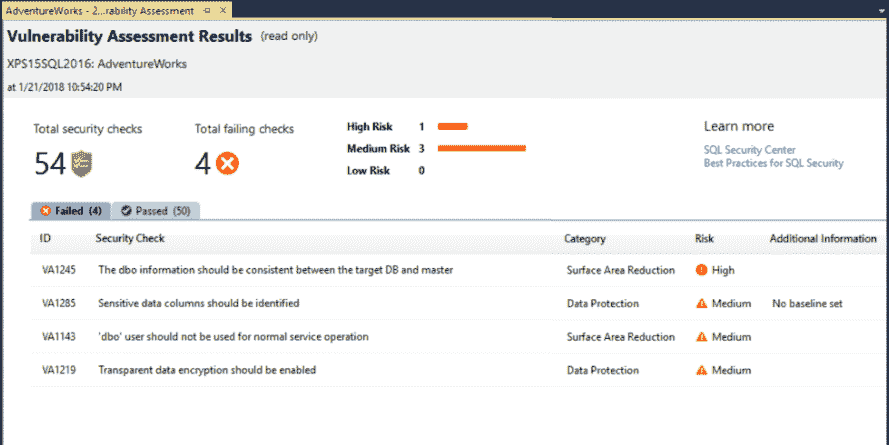 AdventureWorks - 2...rability Assessment
Vulnerability Assessment Results (read only)
XPS15SQL2016: AdventureWorks
at 1/21/2018 10:54:20 PM
Total security checks
54
Total failing checks
4
High Risk 1
Medium Risk 3
Low Risk 0
Learn more
SQL Security Center
Best Practices for SQL Security
Failed (4) Passed (50)
ID Security Check Category Risk Additional Information
VA1245 The dbo information should be consistent between the target DB and master Surface Area Reduction High
VA1285 Sensitive data columns should be identified Data Protection Medium No baseline set
VA1143 'dbo' user should not be used for normal service operation Surface Area Reduction Medium
VA1219 Transparent data encryption should be enabled Data Protection Medium